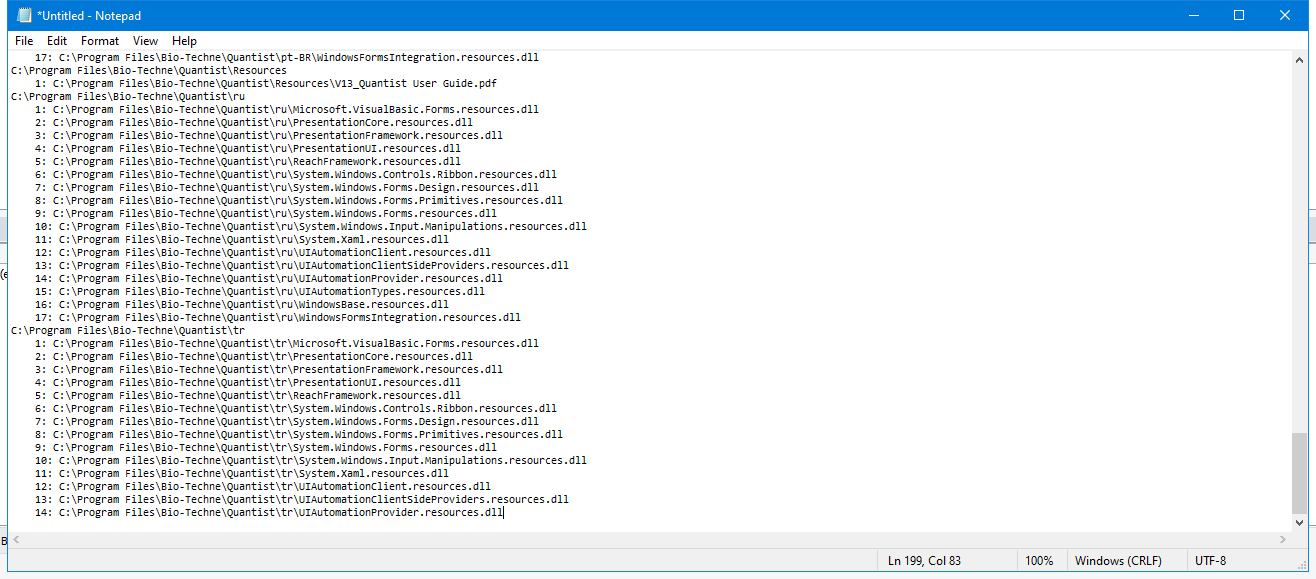 *Untitled - Notepad
File Edit Format View Help
17: C:\Program Files\Bio-Techne\Quantist\pt-BR\WindowsFormsIntegration.resources.dll
C:\Program Files\Bio-Techne\Quantist\Resources
1: C:\Program Files\Bio-Techne\Quantist\Resources\V13_Quantist User Guide.pdf
C:\Program Files\Bio-Techne\Quantist\ru
1: C:\Program Files\Bio-Techne\Quantist\ru\Microsoft.VisualBasic.Forms.resources.dll
2: C:\Program Files\Bio-Techne\Quantist\ru\PresentationCore.resources.dll
3: C:\Program Files\Bio-Techne\Quantist\ru\PresentationFramework.resources.dll
4: C:\Program Files\Bio-Techne\Quantist\ru\PresentationUI.resources.dll
5: C:\Program Files\Bio-Techne\Quantist\ru\ReachFramework.resources.dll
6: C:\Program Files\Bio-Techne\Quantist\ru\System.Windows.Controls.Ribbon.resources.dll
7: C:\Program Files\Bio-Techne\Quantist\ru\System.Windows.Forms.Design.resources.dll
8: C:\Program Files\Bio-Techne\Quantist\ru\System.Windows.Forms.Primitives.resources.dll
9: C:\Program Files\Bio-Techne\Quantist\ru\System.Windows.Forms.resources.dll
10: C:\Program Files\Bio-Techne\Quantist\ru\System.Windows.Input.Manipulations.resources.dll
11: C:\Program Files\Bio-Techne\Quantist\ru\System.Xaml.resources.dll
12: C:\Program Files\Bio-Techne\Quantist\ru\UIAutomationClient.resources.dll
13: C:\Program Files\Bio-Techne\Quantist\ru\UIAutomationClientSideProviders.resources.dll
14: C:\Program Files\Bio-Techne\Quantist\ru\UIAutomationProvider.resources.dll
15: C:\Program Files\Bio-Techne\Quantist\ru\UIAutomationTypes.resources.dll
16: C:\Program Files\Bio-Techne\Quantist\ru\WindowsBase.resources.dll
17: C:\Program Files\Bio-Techne\Quantist\ru\WindowsFormsIntegration.resources.dll
C:\Program Files\Bio-Techne\Quantist\tr
1: C:\Program Files\Bio-Techne\Quantist\tr\Microsoft.VisualBasic.Forms.resources.dll
2: C:\Program Files\Bio-Techne\Quantist\tr\PresentationCore.resources.dll
3: C:\Program Files\Bio-Techne\Quantist\tr\PresentationFramework.resources.dll
4: C:\Program Files\Bio-Techne\Quantist\tr\PresentationUI.resources.dll
5: C:\Program Files\Bio-Techne\Quantist\tr\ReachFramework.resources.dll
6: C:\Program Files\Bio-Techne\Quantist\tr\System.Windows.Controls.Ribbon.resources.dll
7: C:\Program Files\Bio-Techne\Quantist\tr\System.Windows.Forms.Design.resources.dll
8: C:\Program Files\Bio-Techne\Quantist\tr\System.Windows.Forms.Primitives.resources.dll
9: C:\Program Files\Bio-Techne\Quantist\tr\System.Windows.Forms.resources.dll
10: C:\Program Files\Bio-Techne\Quantist\tr\System.Windows.Input.Manipulations.resources.dll
11: C:\Program Files\Bio-Techne\Quantist\tr\System.Xaml.resources.dll
12: C:\Program Files\Bio-Techne\Quantist\tr\UIAutomationClient.resources.dll
13: C:\Program Files\Bio-Techne\Quantist\tr\UIAutomationClientSideProviders.resources.dll
14: C:\Program Files\Bio-Techne\Quantist\tr\UIAutomationProvider.resources.dll
Ln 199, Col 83 100% Windows (CRLF) UTF-8